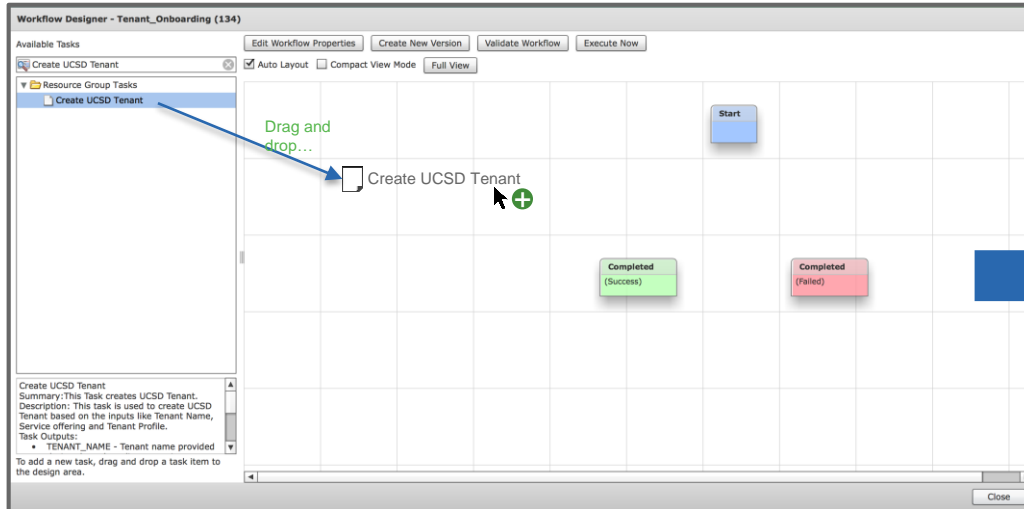 Workflow Designer - Tenant_Onboarding (134)
Available Tasks
Edit Workflow Properties
Create New Version
Validate Workflow
Execute Now
Create UCSD Tenant
Auto Layout
Compact View Mode
Full View
Resource Group Tasks
Create UCSD Tenant
Start
Drag and
drop...
Create UCSD Tenant
Completed
(Success)
Completed
(Failed)
Create UCSD Tenant
Summary:This Task creates UCSD Tenant.
Description: This task is used to create UCSD
Tenant based on the inputs like Tenant Name,
Service offering and Tenant Profile.
Task Outputs:
• TENANT_NAME - Tenant name provided
To add a new task, drag and drop a task item to
the design area.
Close